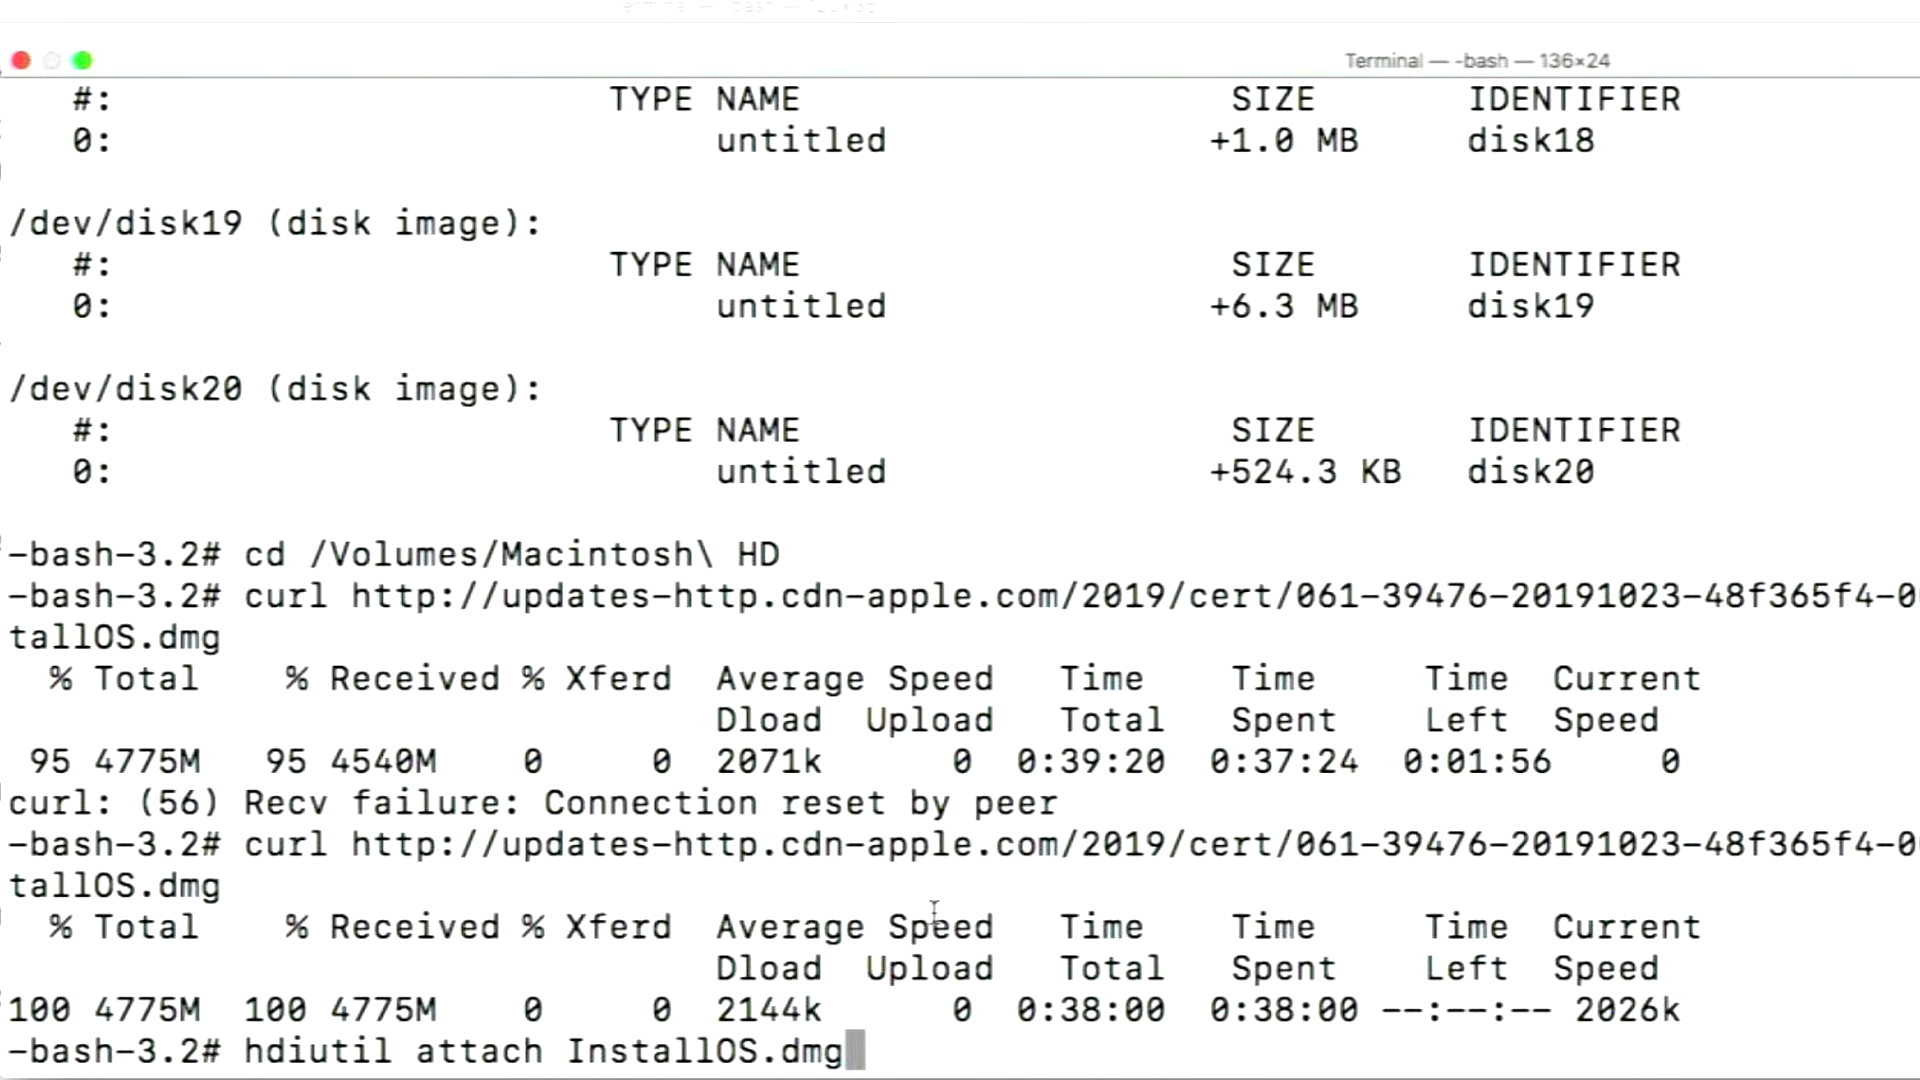 Terminal — -bash — 136×24
#: TYPE NAME SIZE IDENTIFIER
0: untitled +1.0 MB disk18
/dev/disk19 (disk image):
#: TYPE NAME SIZE IDENTIFIER
0: untitled +6.3 MB disk19
/dev/disk20 (disk image):
#: TYPE NAME SIZE IDENTIFIER
0: untitled +524.3 KB disk20
-bash-3.2# cd /Volumes/Macintosh\ HD
-bash-3.2# curl http://updates-http.cdn-apple.com/2019/cert/061-39476-20191023-48f365f4-0
tallOS.dmg
% Total % Received % Xferd Average Speed Time Time Time Current
Dload Upload Total Spent Left Speed
95 4775M 95 4540M 0 0 2071k 0 0:39:20 0:37:24 0:01:56 0
curl: (56) Recv failure: Connection reset by peer
-bash-3.2# curl http://updates-http.cdn-apple.com/2019/cert/061-39476-20191023-48f365f4-0
tallOS.dmg
% Total % Received % Xferd Average Speed Time Time Time Current
Dload Upload Total Spent Left Speed
100 4775M 100 4775M 0 0 2144k 0 0:38:00 0:38:00 --:--:-- 2026k
-bash-3.2# hdiutil attach InstallOS.dmg